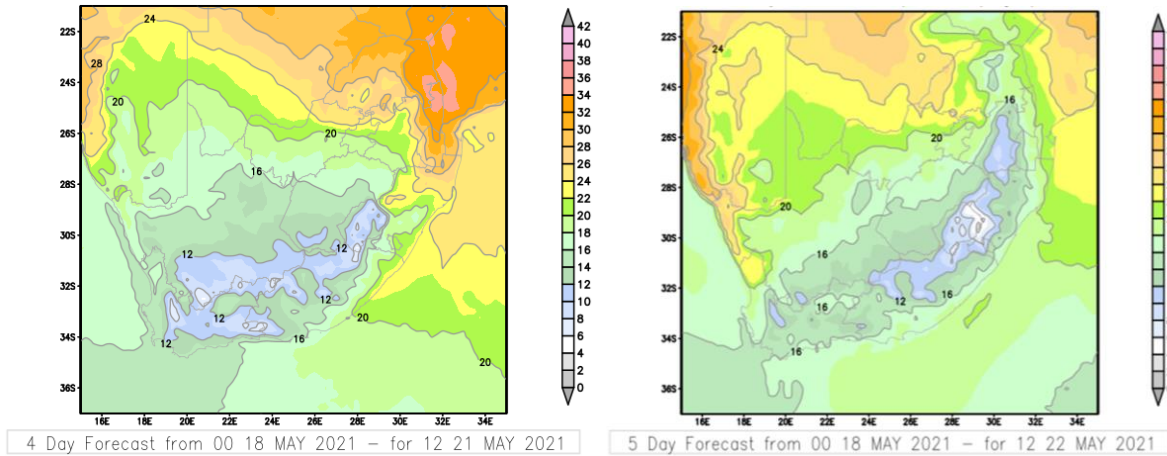 22S
24S
26S
28S
30S
32S
34S
36S
16E
18E
20E
22E
24E
26E
28E
30E
32E
34E
24
28
20
20
16
12
12
12
12
12
16
20
20
42
40
38
36
34
32
30
28
26
24
22
20
18
16
14
12
10
8
6
4
2
0
4 Day Forecast from 00 18 MAY 2021 – for 12 21 MAY 2021
22S
24S
26S
28S
30S
32S
34S
36S
16E
18E
20E
22E
24E
26E
28E
30E
32E
34E
24
16
20
20
16
16
16
12
16
16
5 Day Forecast from 00 18 MAY 2021 – for 12 22 MAY 2021